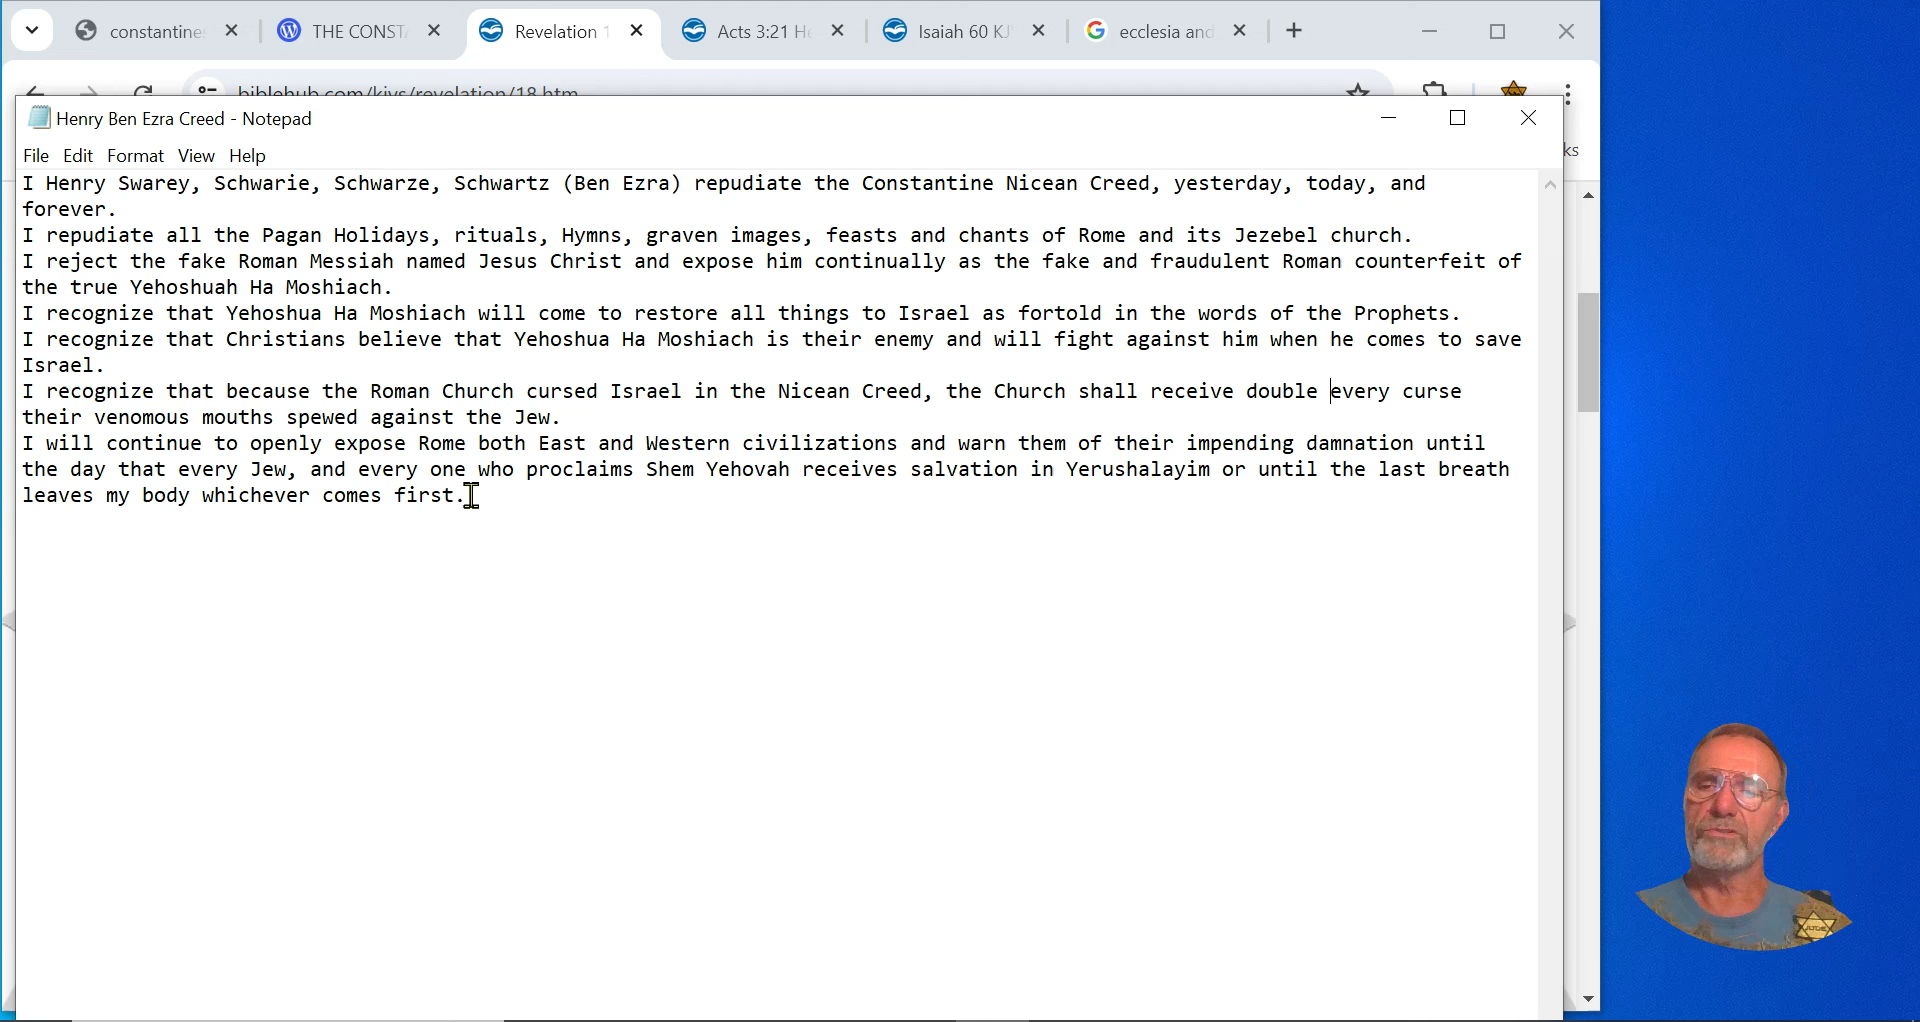 constantine
THE CONST
Revelation 1
Acts 3:21 H
Isaiah 60 KJ
ecclesia and
biblehub.com/kjvs/revelation/18.htm
Henry Ben Ezra Creed - Notepad
File Edit Format View Help
ks
I Henry Swarey, Schwarie, Schwarze, Schwartz (Ben Ezra) repudiate the Constantine Nicean Creed, yesterday, today, and
forever.
I repudiate all the Pagan Holidays, rituals, Hymns, graven images, feasts and chants of Rome and its Jezebel church.
I reject the fake Roman Messiah named Jesus Christ and expose him continually as the fake and fraudulent Roman counterfeit of
the true Yehoshuah Ha Moshiach.
I recognize that Yehoshua Ha Moshiach will come to restore all things to Israel as fortold in the words of the Prophets.
I recognize that Christians believe that Yehoshua Ha Moshiach is their enemy and will fight against him when he comes to save
Israel.
I recognize that because the Roman Church cursed Israel in the Nicean Creed, the Church shall receive double every curse
their venomous mouths spewed against the Jew.
I will continue to openly expose Rome both East and Western civilizations and warn them of their impending damnation until
the day that every Jew, and every one who proclaims Shem Yehovah receives salvation in Yerushalayim or until the last breath
leaves my body whichever comes first.
JUDE